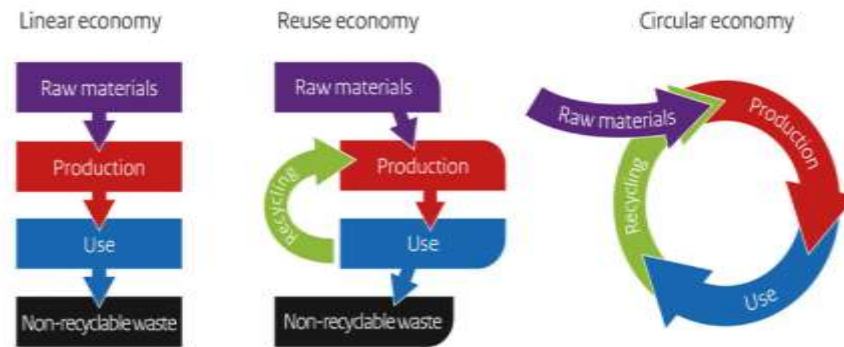 Linear economy
Reuse economy
Circular economy
Raw materials
Production
Use
Non-recyclable waste
Raw materials
Production
Recycling
Use
Non-recyclable waste
Raw materials
Production
Recycling
Use